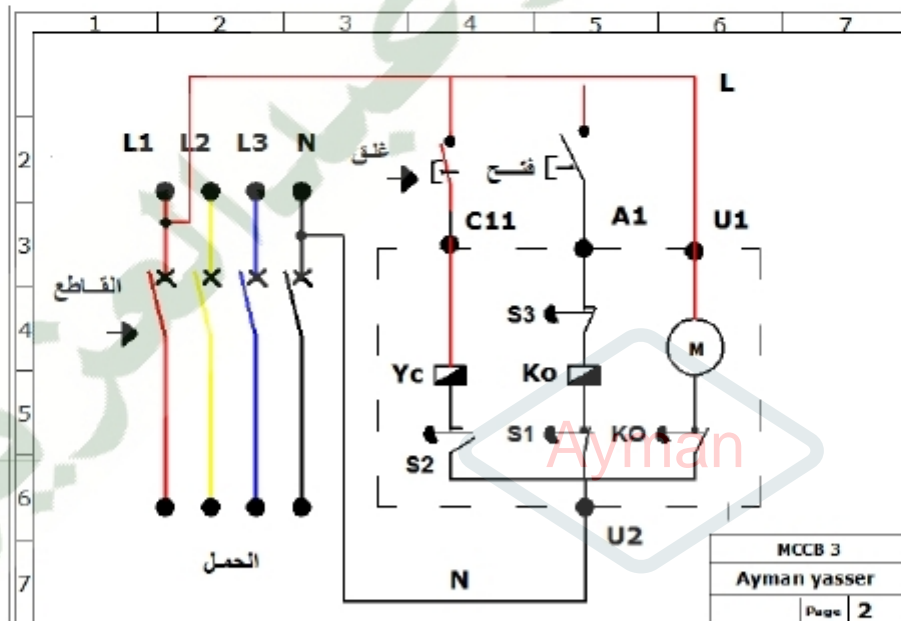 1 2 3 4 5 6 7
L
L1 L2 L3 N
غلق
فتح
2
C11 A1 U1
3
القاطع
S3
4
M
Yc Ko
5
S1 KO
Ayman
S2
6
U2
الحمل
MCCB 3
7
N
Ayman yasser
Page 2